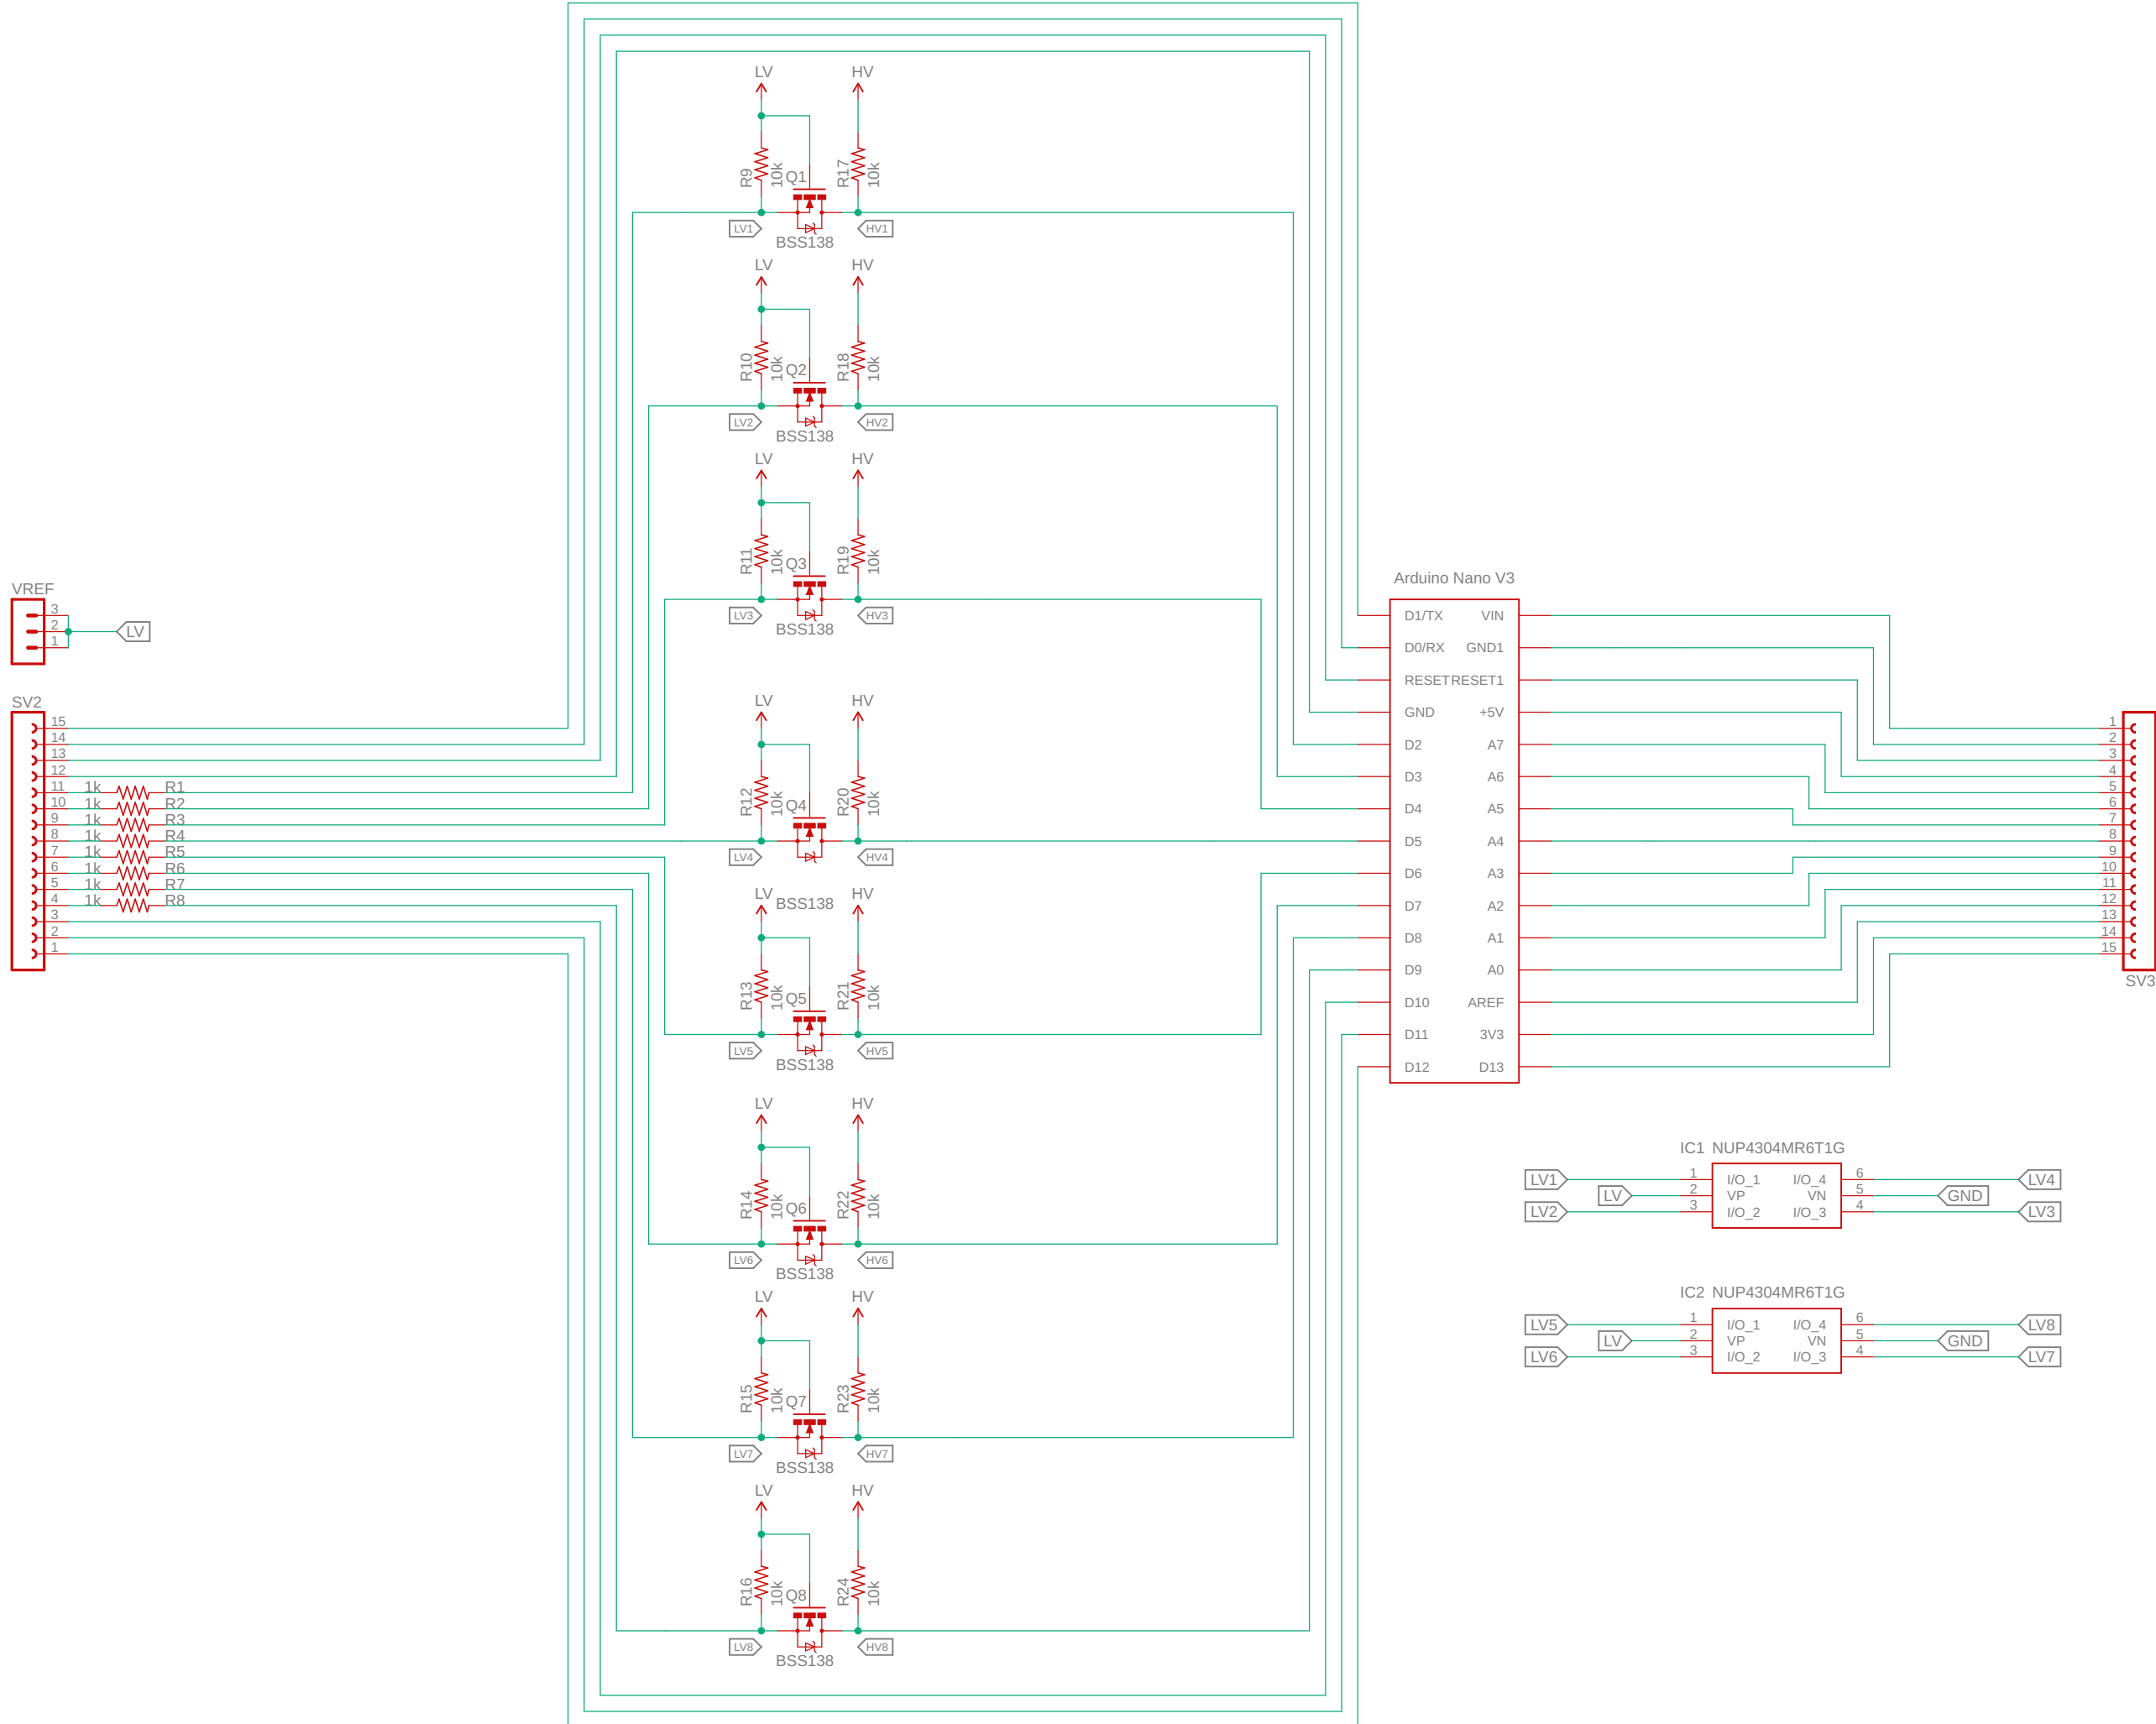 LV HV
R9 10k Q1 R17 10k
LV1 HV1
BSS138
LV HV
R10 10k Q2 R18 10k
LV2 HV2
BSS138
LV HV
R11 10k Q3 R19 10k
LV3 HV3
BSS138
VREF
3
2 LV
1
SV2
15
14
13
12
11 1k R1
10 1k R2
9 1k R3
8 1k R4
7 1k R5
6 1k R6
5 1k R7
4 1k R8
3
2
1
LV HV
R12 10k Q4 R20 10k
LV4 HV4
BSS138
LV HV
R13 10k Q5 R21 10k
LV5 HV5
BSS138
LV HV
R14 10k Q6 R22 10k
LV6 HV6
BSS138
LV HV
R15 10k Q7 R23 10k
LV7 HV7
BSS138
LV HV
R16 10k Q8 R24 10k
LV8 HV8
BSS138
Arduino Nano V3
D1/TX VIN
D0/RX GND1
RESET RESET1
GND +5V
D2 A7
D3 A6
D4 A5
D5 A4
D6 A3
D7 A2
D8 A1
D9 A0
D10 AREF
D11 3V3
D12 D13
1
2
3
4
5
6
7
8
9
10
11
12
13
14
15
SV3
IC1 NUP4304MR6T1G
LV1 1 I/O_1 I/O_4 6 LV4
LV 2 VP VN 5 GND
LV2 3 I/O_2 I/O_3 4 LV3
IC2 NUP4304MR6T1G
LV5 1 I/O_1 I/O_4 6 LV8
LV 2 VP VN 5 GND
LV6 3 I/O_2 I/O_3 4 LV7